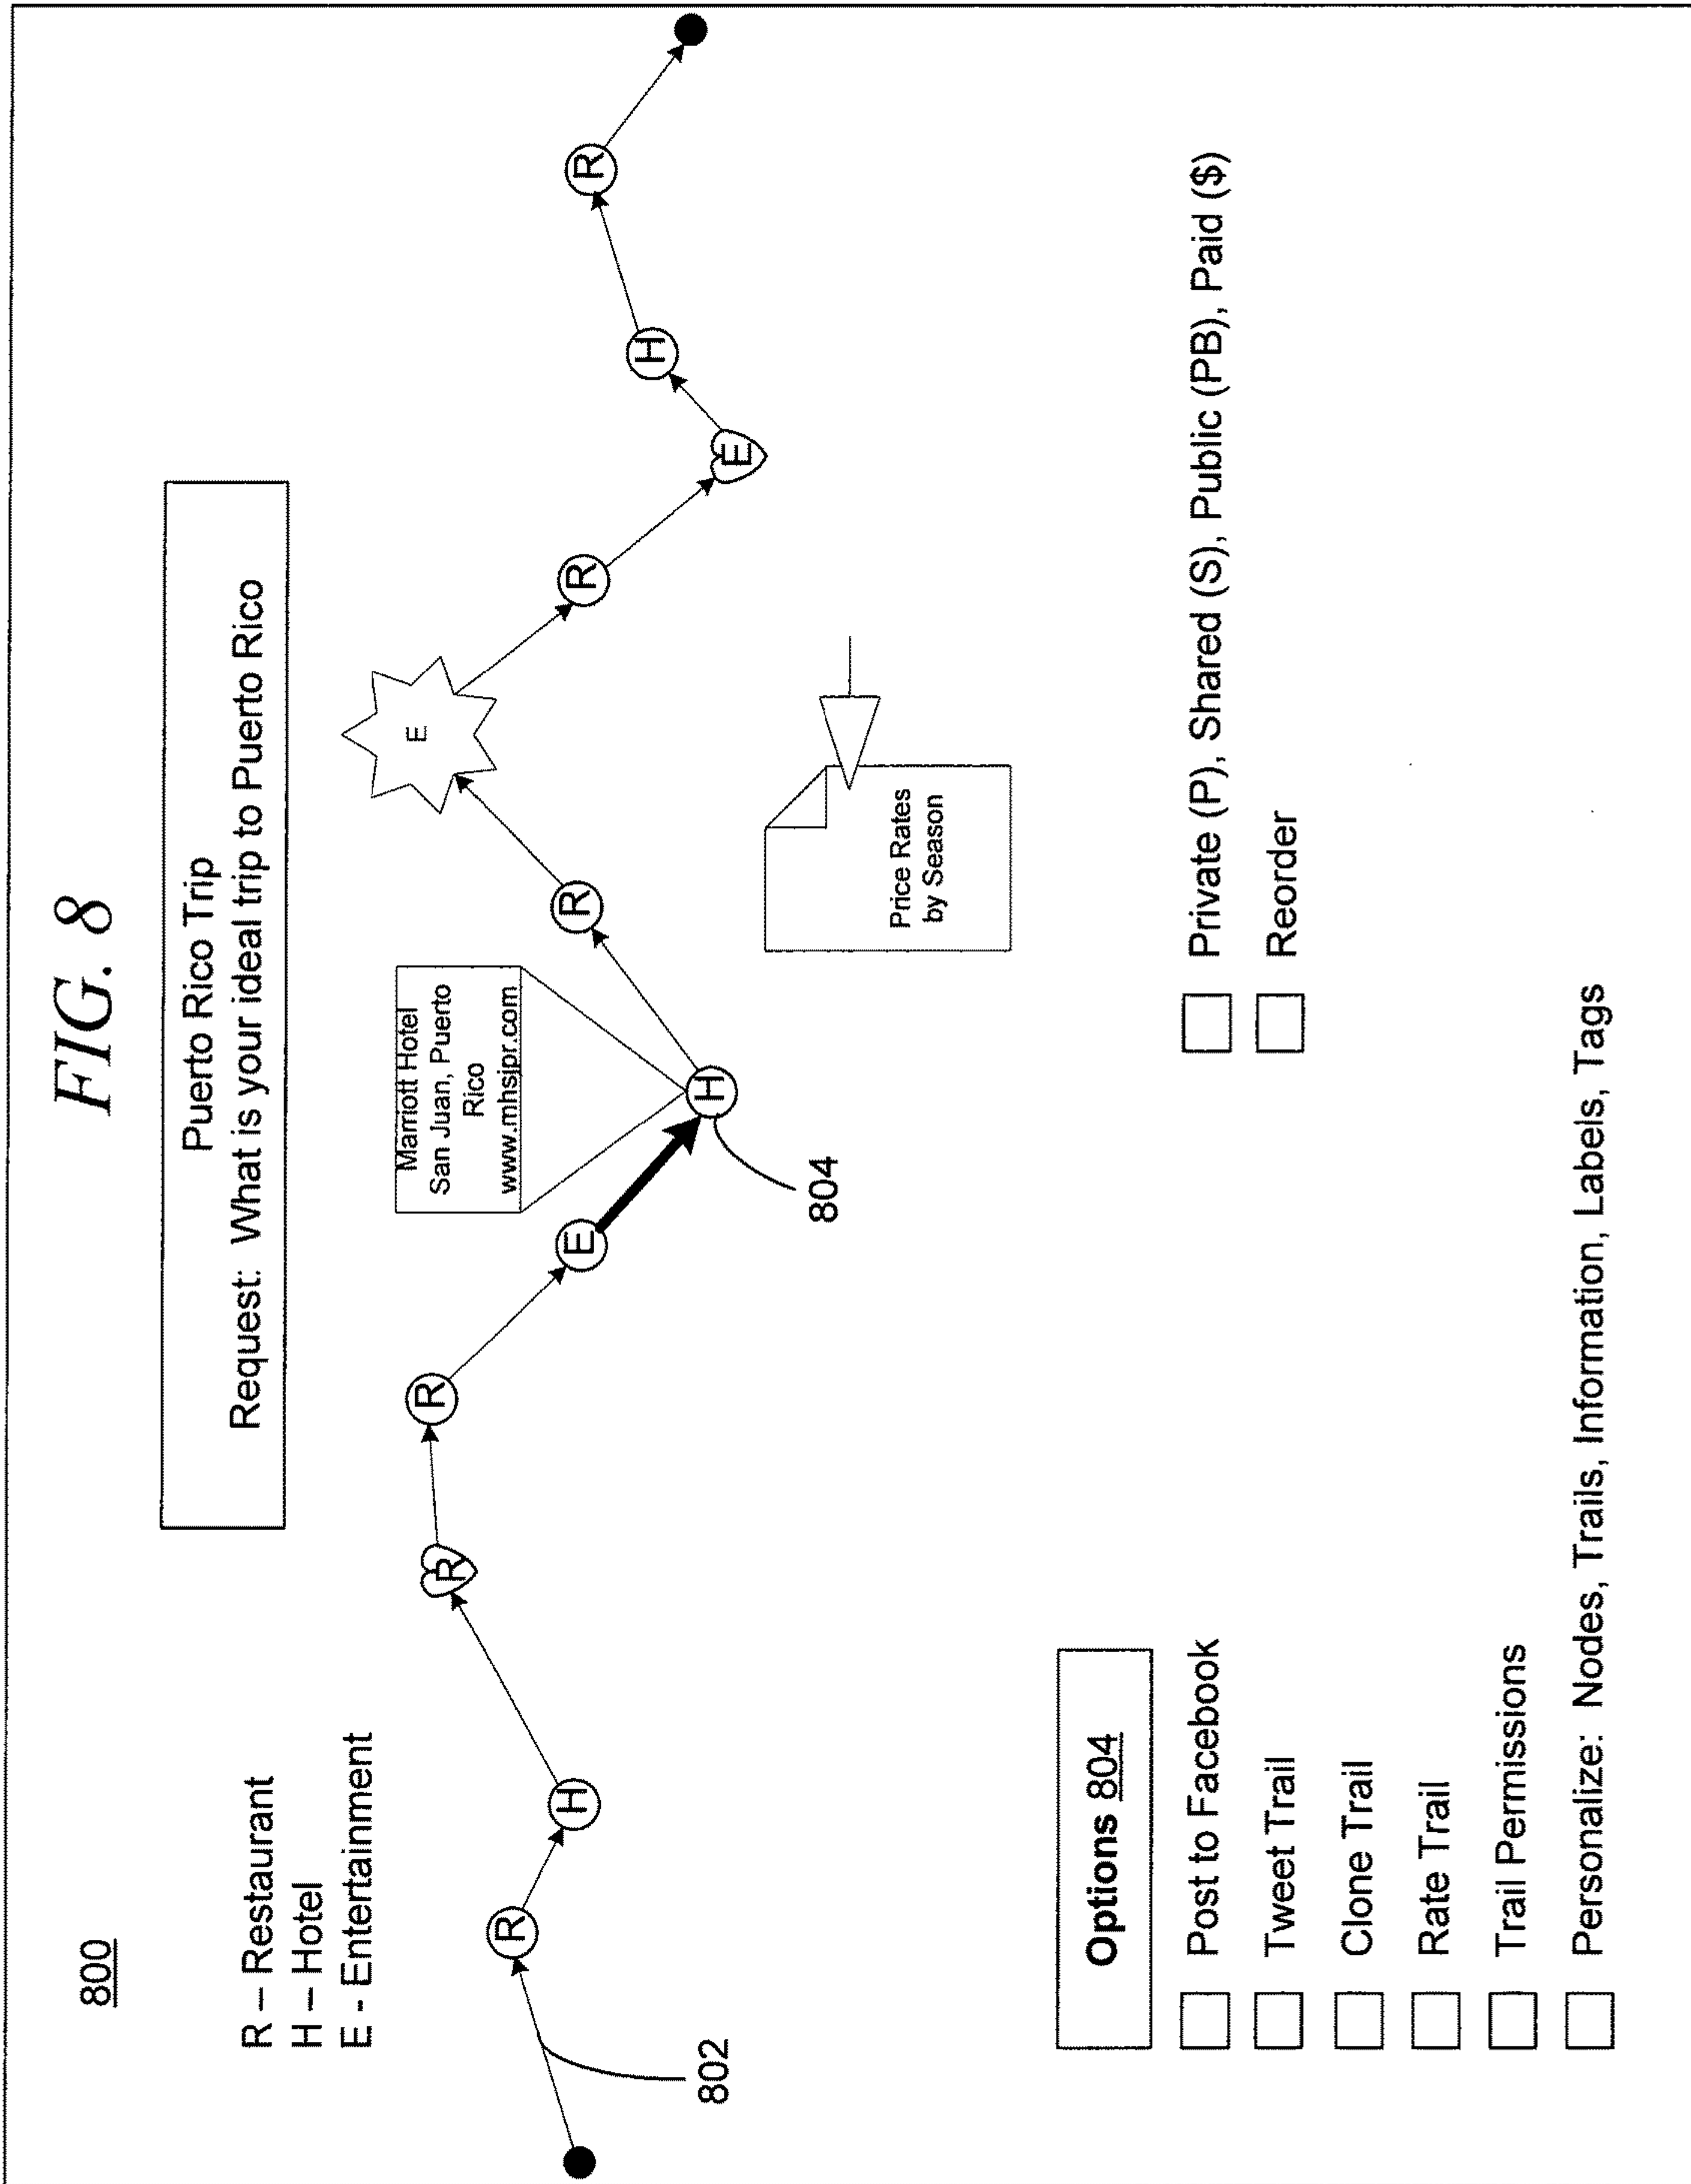 FIG. 8
800
Puerto Rico Trip
Request: What is your ideal trip to Puerto Rico
R – Restaurant
H – Hotel
E - Entertainment
R
H
R
R
E
H
R
E
R
E
H
R
Marriott Hotel
San Juan, Puerto
Rico
www.mhsjpr.com
802
804
Price Rates
by Season
Options 804
Post to Facebook
Tweet Trail
Clone Trail
Rate Trail
Trail Permissions
Personalize: Nodes, Trails, Information, Labels, Tags
Private (P), Shared (S), Public (PB), Paid ($)
Reorder